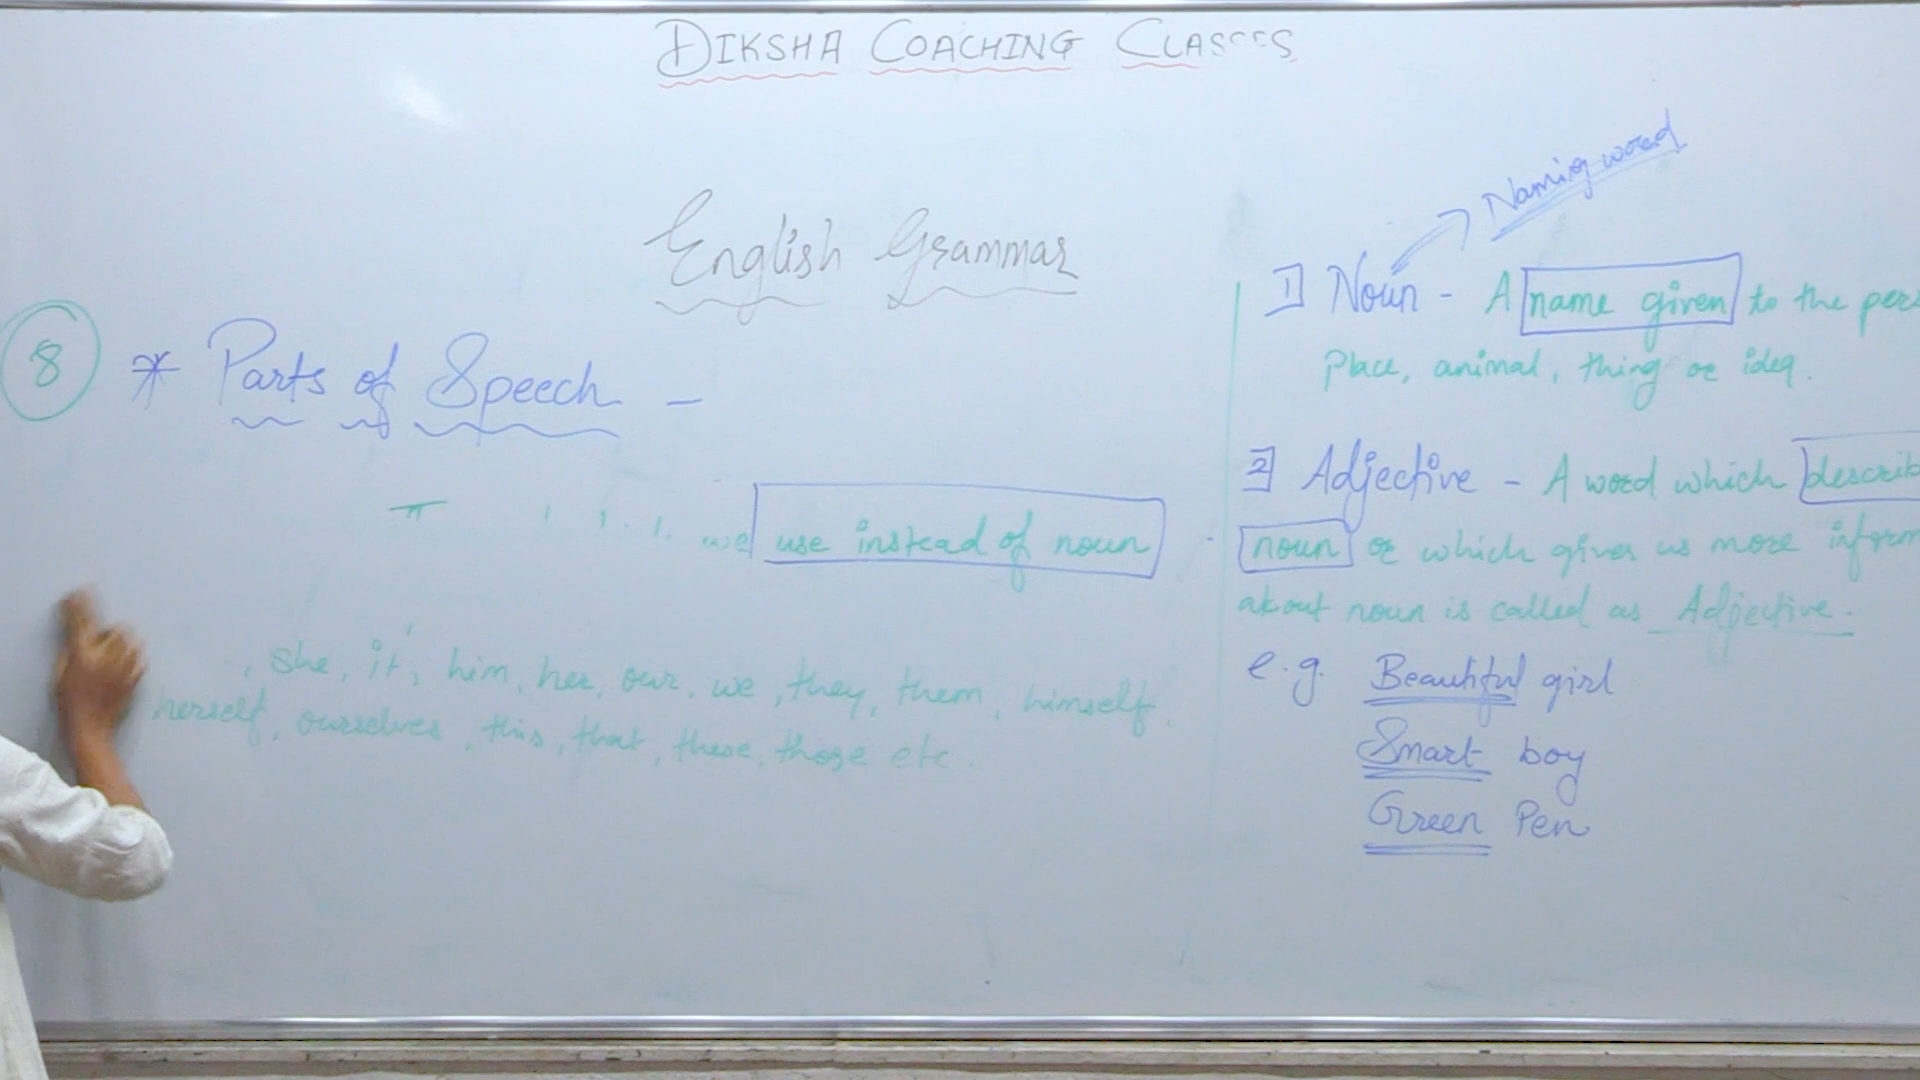 DIKSHA COACHING CLASSES
English Grammar
8 * Parts of Speech -
we use instead of noun
, she, it, him, her, our, we, they, them, himself,
herself, ourselves, this, that, these, those etc.
Naming word
1] Noun - A name given to the
Place, animal, thing or idea.
2] Adjective - A word which
noun or which gives us more
about noun is called as Adjective.
e.g. Beautiful girl
Smart boy
Green Pen